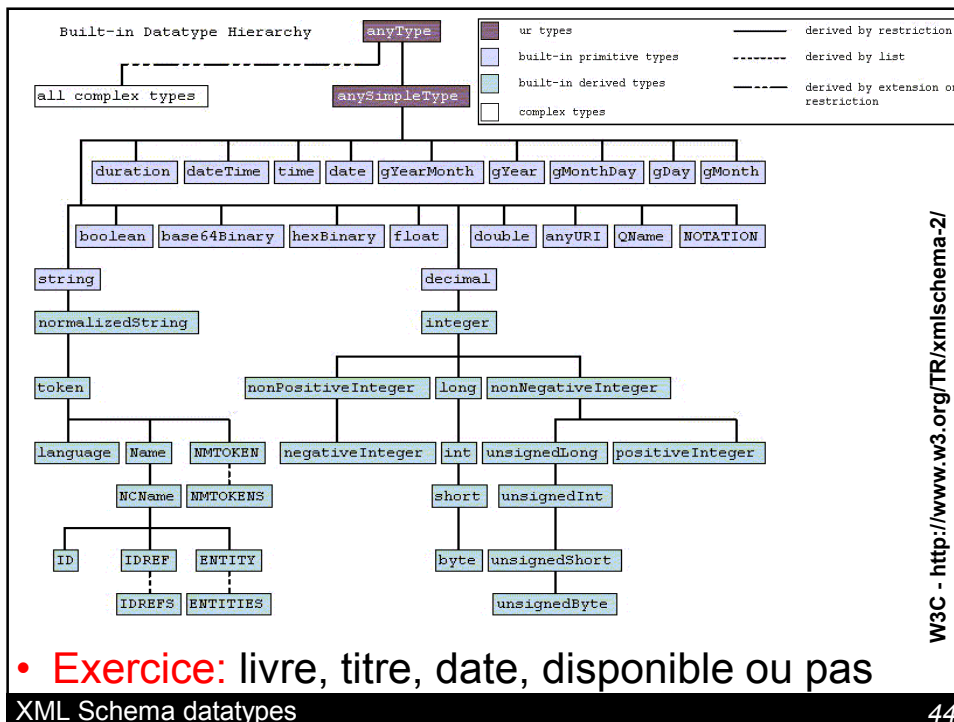 Built-in Datatype Hierarchy
anyType
all complex types
anySimpleType
ur types
built-in primitive types
built-in derived types
complex types
derived by restriction
derived by list
derived by extension or
restriction
duration dateTime time date gYearMonth gYear gMonthDay gDay gMonth
boolean base64Binary hexBinary float double anyURI QName NOTATION
string decimal
normalizedString integer
token nonPositiveInteger long nonNegativeInteger
language Name NMTOKEN negativeInteger int unsignedLong positiveInteger
NCName NMTOKENS short unsignedInt
ID IDREF ENTITY byte unsignedShort
IDREFS ENTITIES unsignedByte
W3C - http://www.w3.org/TR/xmlschema-2/
• Exercice: livre, titre, date, disponible ou pas
XML Schema datatypes 44